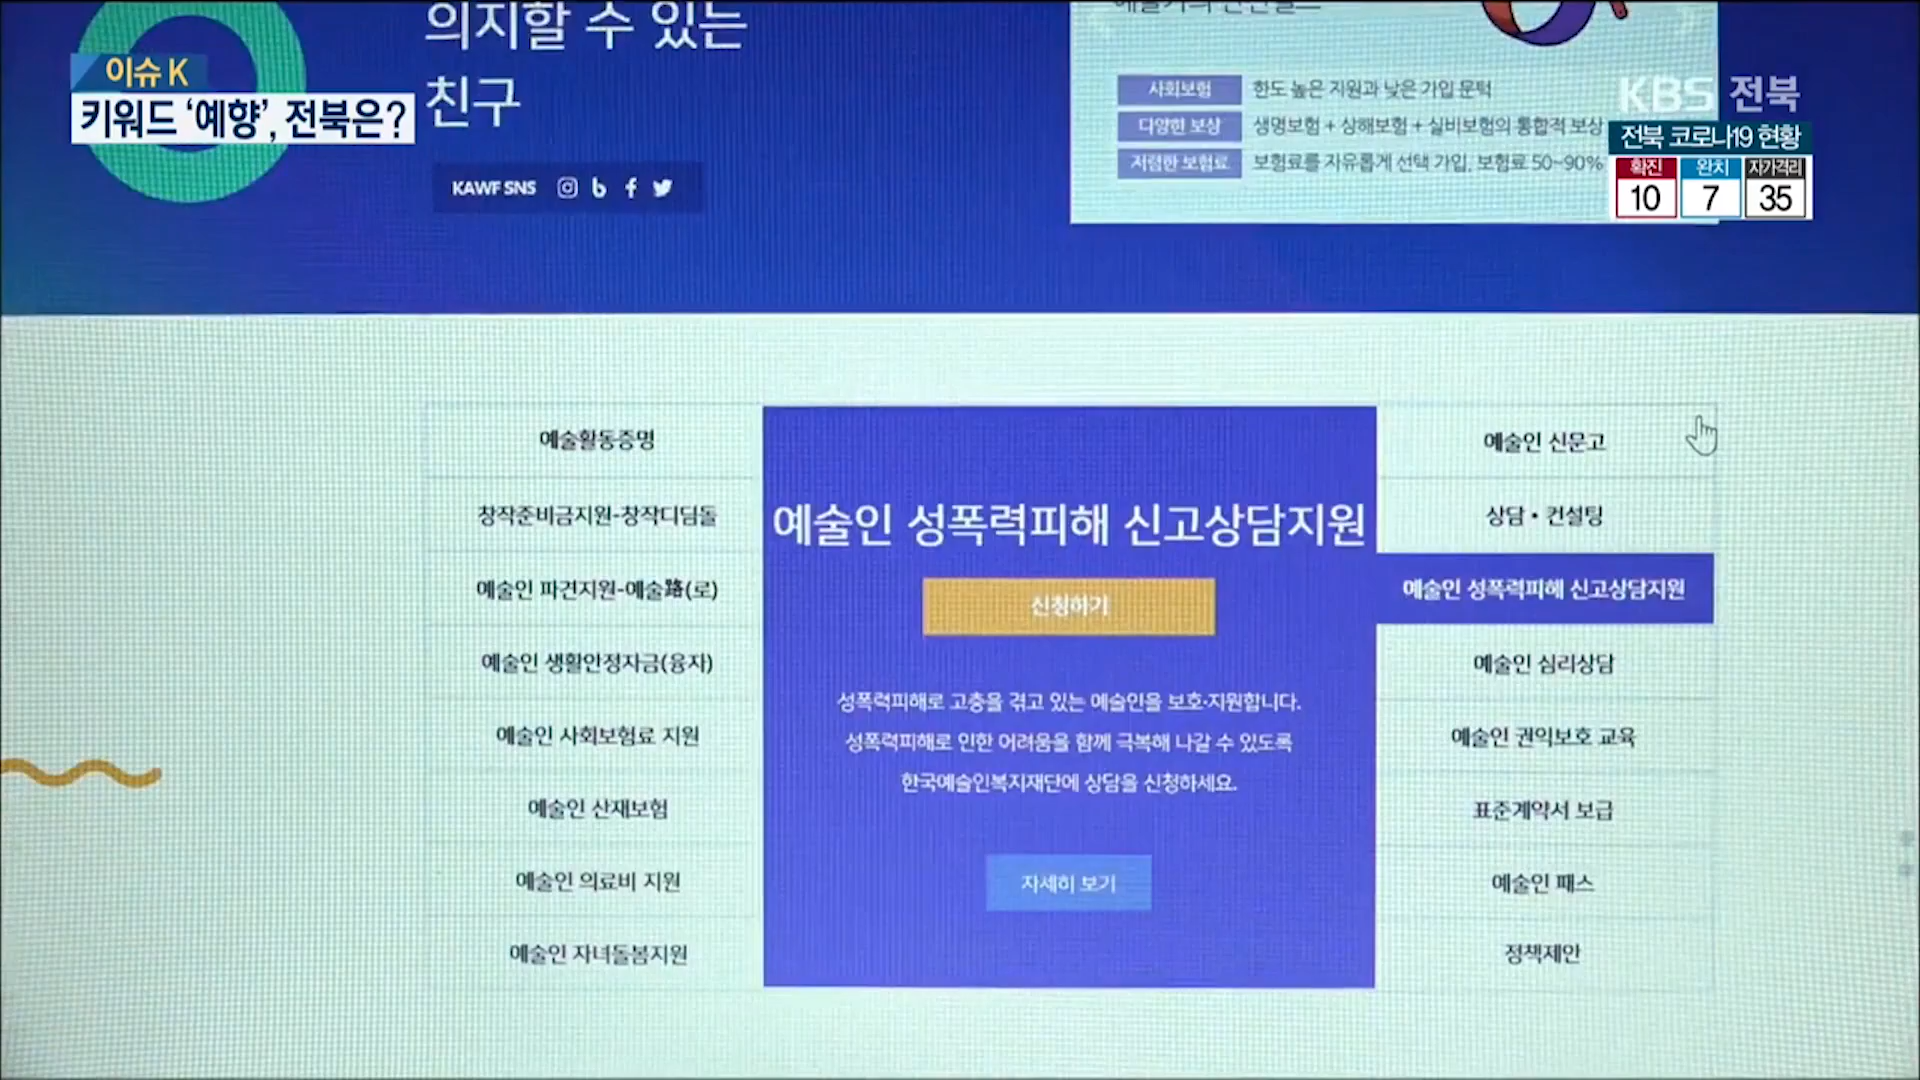 이슈 K
키워드 ‘예향’, 전북은?
의지할 수 있는
친구
KAWF SNS
사회보험 한도 높은 지원과 낮은 가입 문턱
다양한 보상 생명보험 + 상해보험 + 실비보험의 통합적 보상
저렴한 보험료 보험료를 자유롭게 선택 가입, 보험료 50~90%
KBS 전북
전북 코로나19 현황
확진 완치 자가격리
10 7 35
예술활동증명
창작준비금지원-창작디딤돌
예술인 파견지원-예술路(로)
예술인 생활안정자금(융자)
예술인 사회보험료 지원
예술인 산재보험
예술인 의료비 지원
예술인 자녀돌봄지원
예술인 성폭력피해 신고상담지원
신청하기
성폭력피해로 고충을 겪고 있는 예술인을 보호·지원합니다.
성폭력피해로 인한 어려움을 함께 극복해 나갈 수 있도록
한국예술인복지재단에 상담을 신청하세요.
자세히 보기
예술인 신문고
상담 • 컨설팅
예술인 성폭력피해 신고상담지원
예술인 심리상담
예술인 권익보호 교육
표준계약서 보급
예술인 패스
정책제안